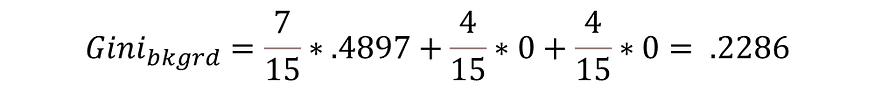 Gini_bkgrd = 7/15 * .4897 + 4/15 * 0 + 4/15 * 0 = .2286